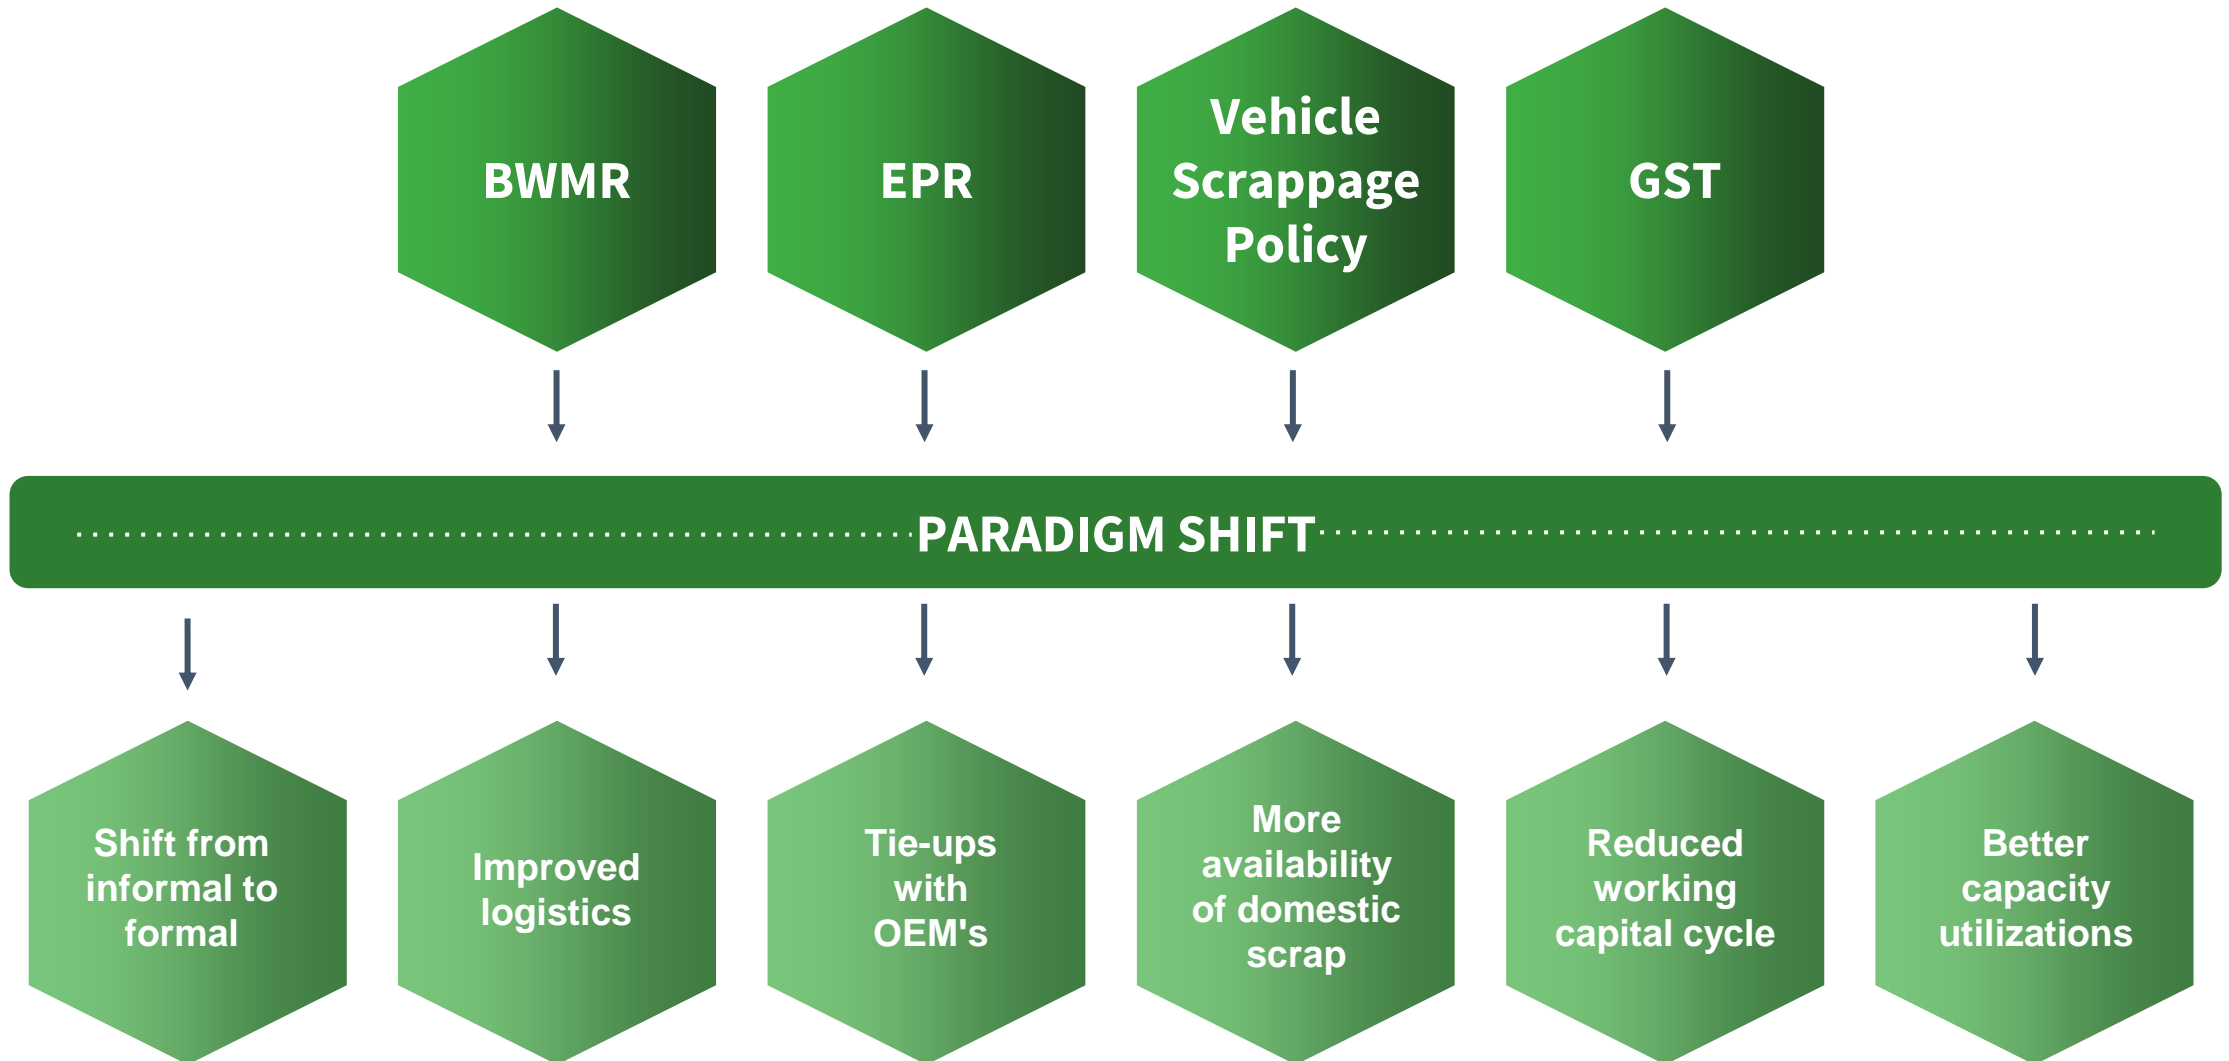 BWMR
EPR
Vehicle
Scrappage
Policy
GST
PARADIGM SHIFT
Shift from
informal to
formal
Improved
logistics
Tie-ups
with
OEM's
More
availability
of domestic
scrap
Reduced
working
capital cycle
Better
capacity
utilizations